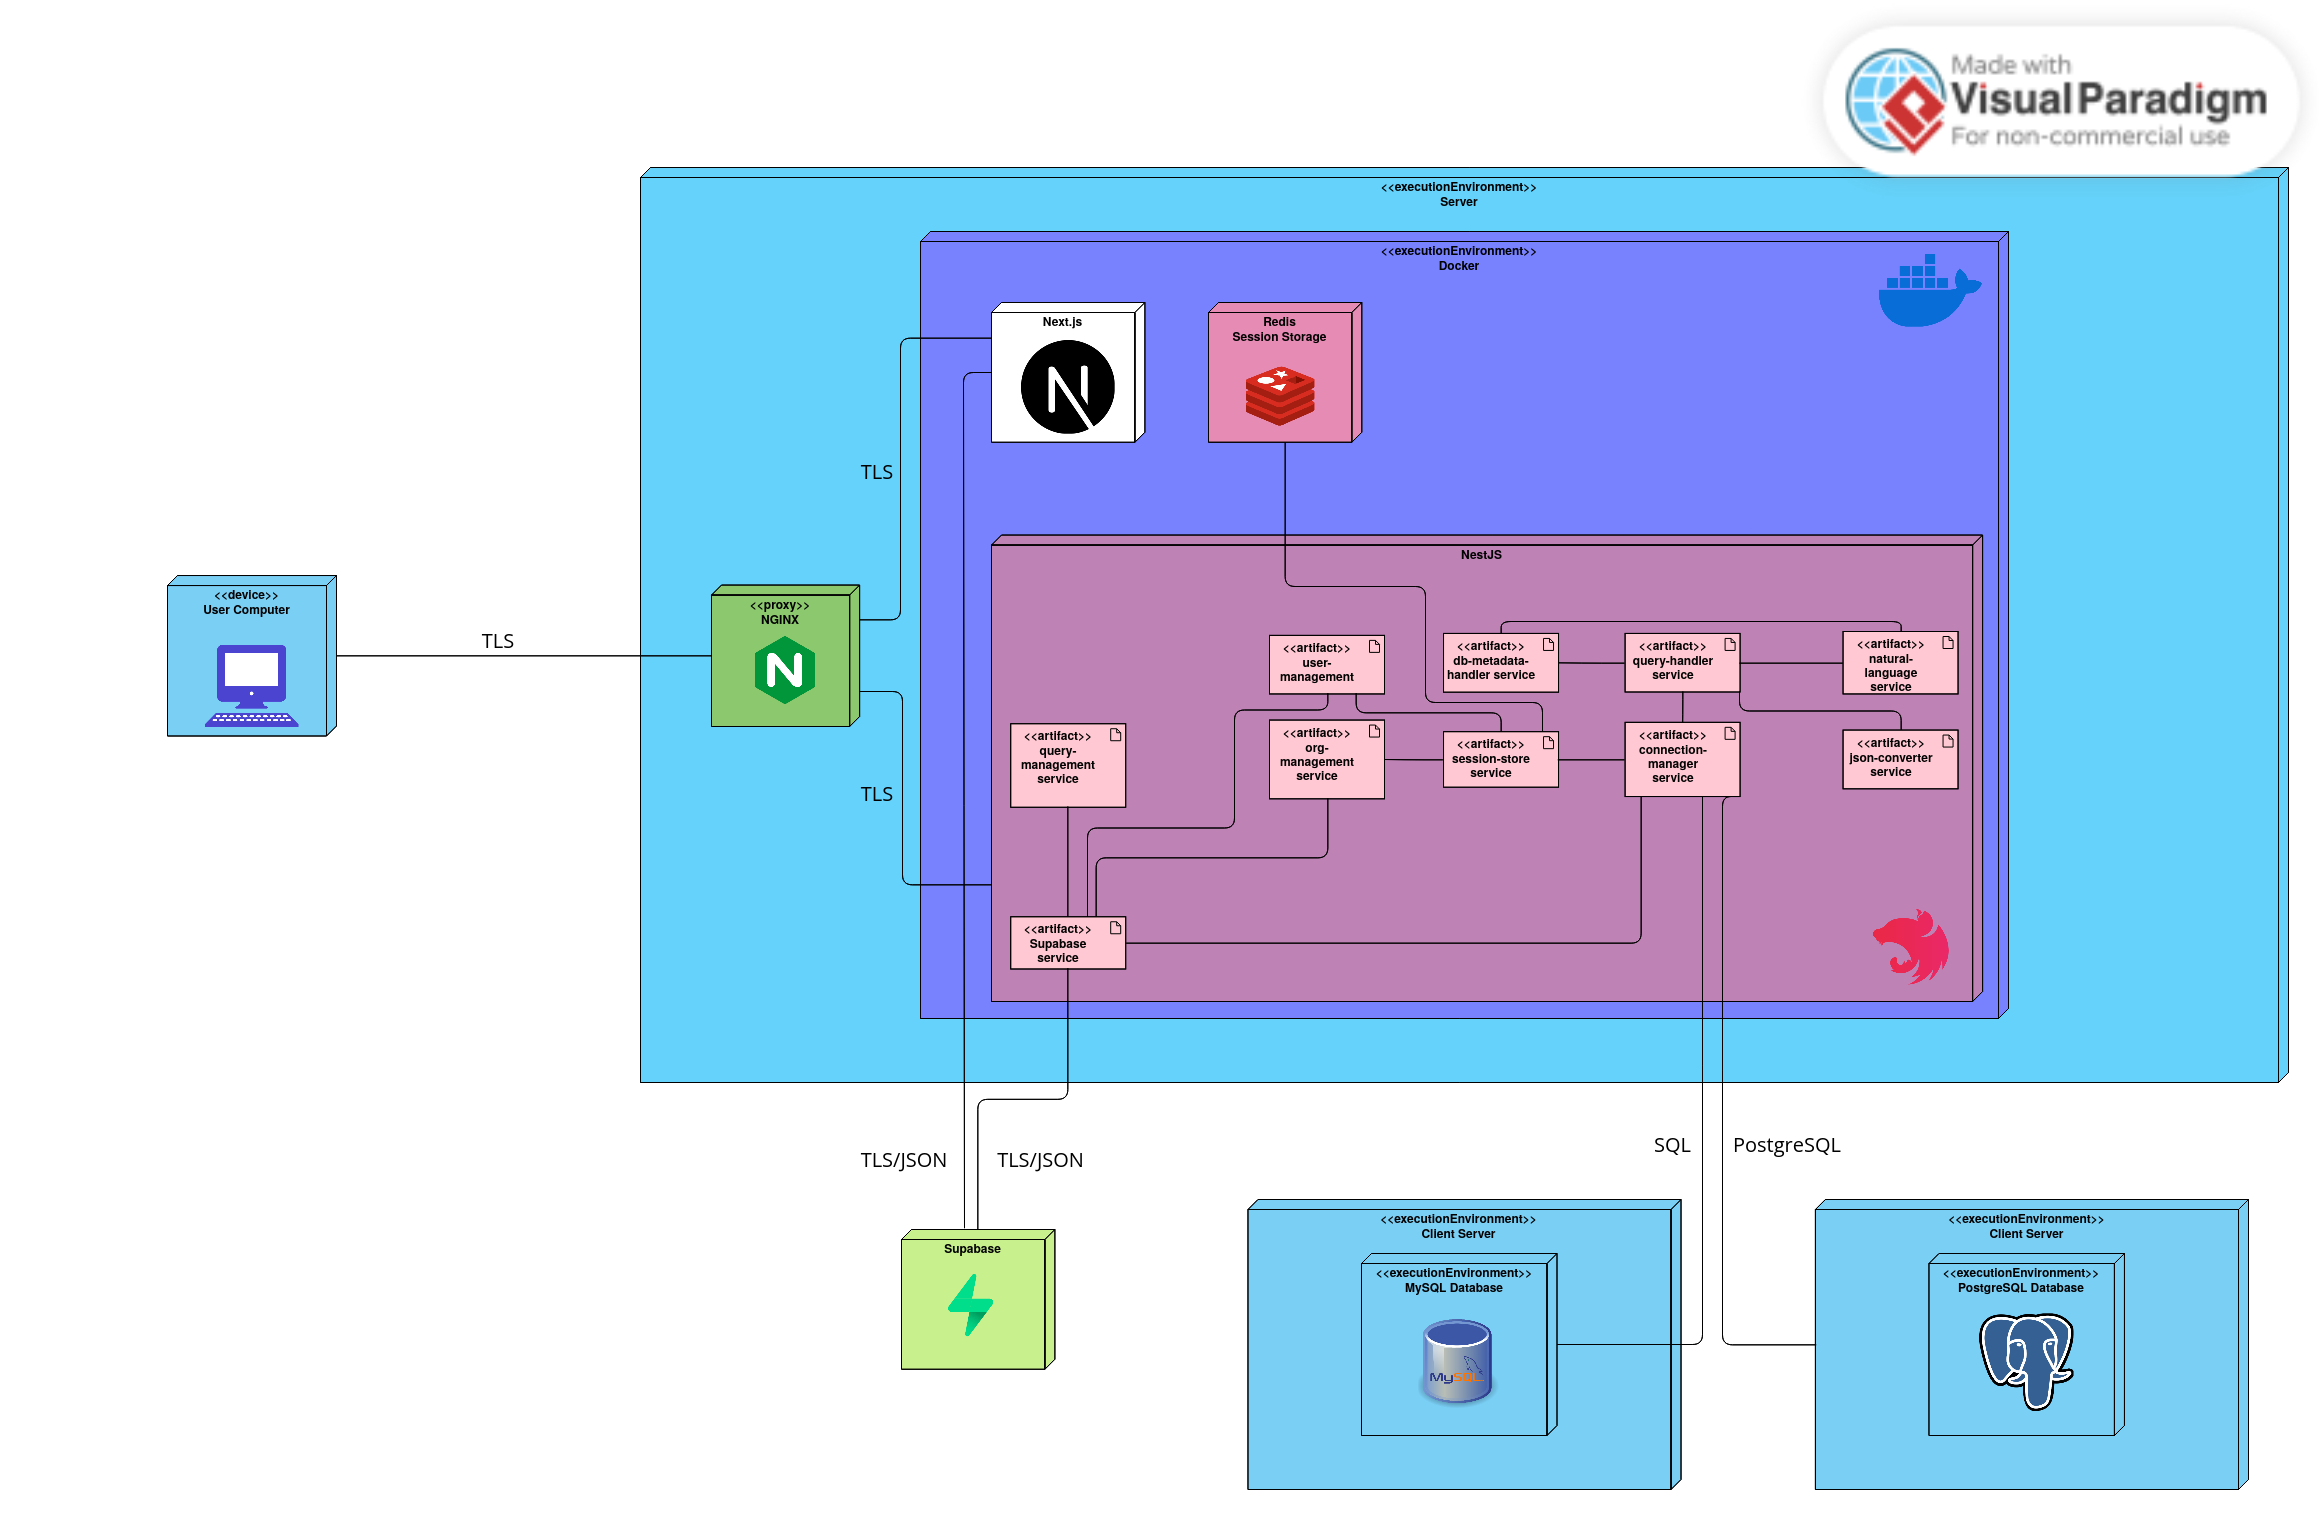 Made with
Visual Paradigm
For non-commercial use
<<executionEnvironment>>
Server
<<executionEnvironment>>
Docker
Next.js
Redis
Session Storage
TLS
NestJS
<<device>>
User Computer
TLS
<<proxy>>
NGINX
<<artifact>>
user-
management
<<artifact>>
db-metadata-
handler service
<<artifact>>
query-handler
service
<<artifact>>
natural-
language
service
<<artifact>>
query-
management
service
<<artifact>>
org-
management
service
<<artifact>>
session-store
service
<<artifact>>
connection-
manager
service
<<artifact>>
json-converter
service
TLS
<<artifact>>
Supabase
service
TLS/JSON
TLS/JSON
SQL
PostgreSQL
Supabase
<<executionEnvironment>>
Client Server
<<executionEnvironment>>
MySQL Database
MySQL
<<executionEnvironment>>
Client Server
<<executionEnvironment>>
PostgreSQL Database